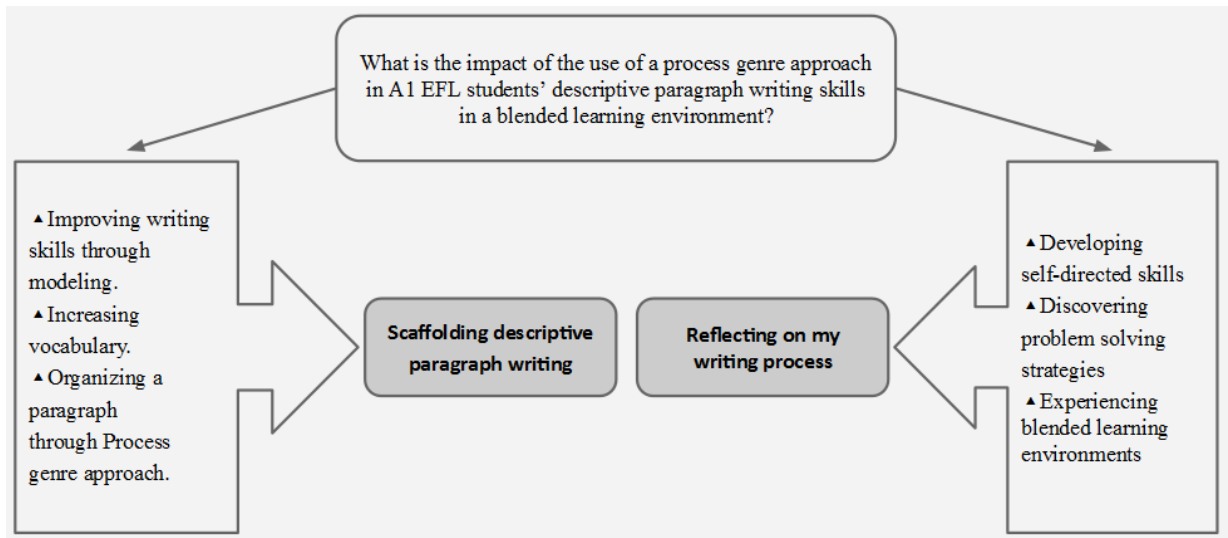 What is the impact of the use of a process genre approach
in A1 EFL students’ descriptive paragraph writing skills
in a blended learning environment?
▲Improving writing
skills through
modeling.
▲Increasing
vocabulary.
▲Organizing a
paragraph
through Process
genre approach.
Scaffolding descriptive
paragraph writing
Reflecting on my
writing process
▲Developing
self-directed skills
▲Discovering
problem solving
strategies
▲Experiencing
blended learning
environments